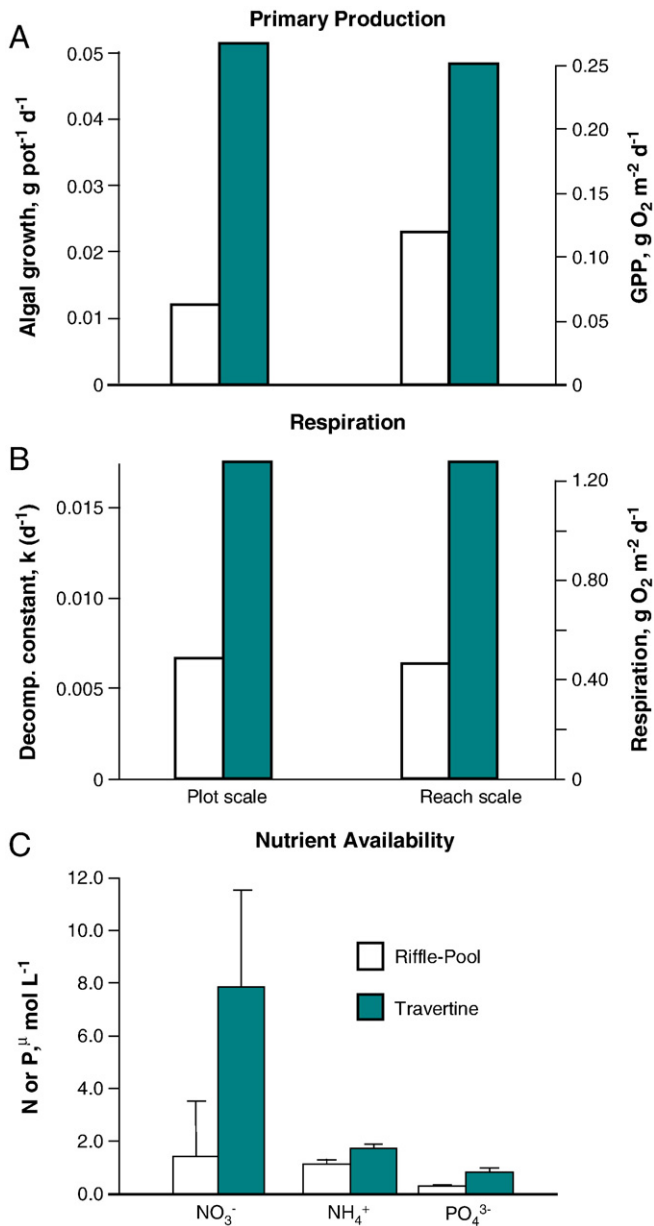 A
Primary Production
Algal growth, g pot⁻¹ d⁻¹
0.05
0.04
0.03
0.02
0.01
0
0.25
0.20
0.15
0.10
0.05
0
GPP, g O₂ m⁻² d⁻¹
B
Respiration
Decomp. constant, k (d⁻¹)
0.015
0.010
0.005
0
1.20
0.80
0.40
0
Respiration, g O₂ m⁻² d⁻¹
Plot scale
Reach scale
C
Nutrient Availability
N or P, μ mol L⁻¹
12.0
10.0
8.0
6.0
4.0
2.0
0.0
Riffle-Pool
Travertine
NO₃⁻
NH₄⁺
PO₄³⁻